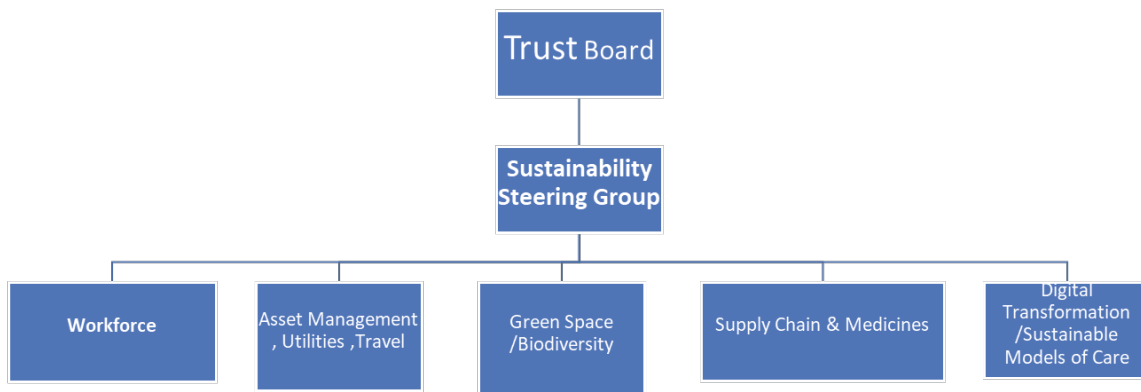 Trust Board
Sustainability
Steering Group
Workforce
Asset Management
, Utilities ,Travel
Green Space
/Biodiversity
Supply Chain & Medicines
Digital
Transformation
/Sustainable
Models of Care